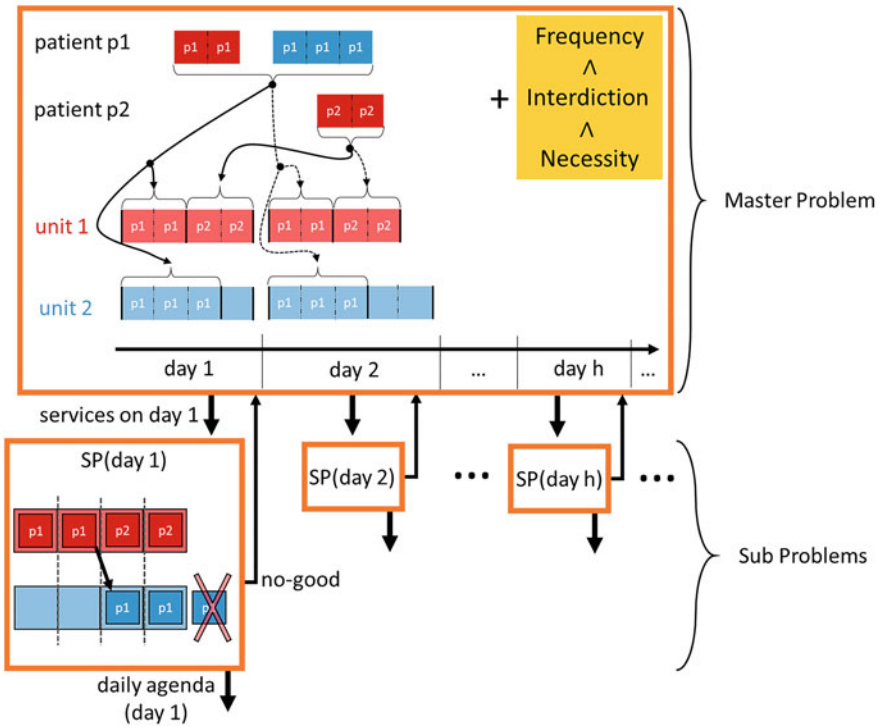 patient p1
p1 p1 p1 p1 p1
Frequency
∧
Interdiction
∧
Necessity
+
patient p2
p2 p2
unit 1
p1 p1 p2 p2 p1 p1 p2 p2
unit 2
p1 p1 p1 p1 p1 p1
day 1 day 2 ... day h ...
Master Problem
services on day 1
SP(day 1)
p1 p1 p2 p2
p1 p1
no-good
daily agenda
(day 1)
SP(day 2) ... SP(day h) ...
Sub Problems